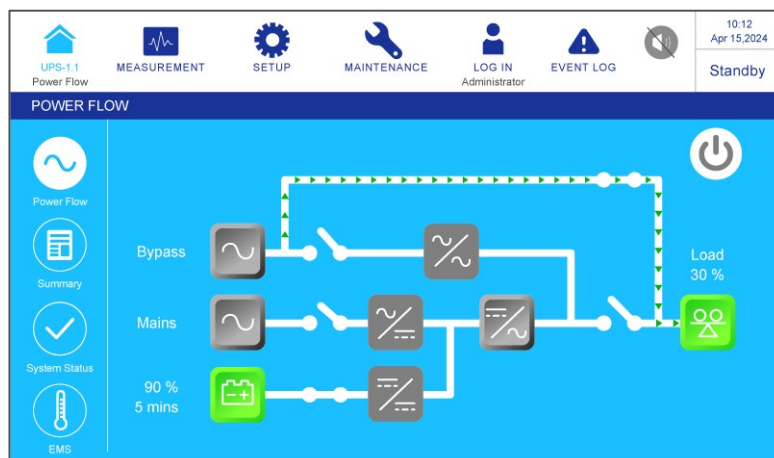 UPS-1.1
Power Flow
MEASUREMENT
SETUP
MAINTENANCE
LOG IN
Administrator
EVENT LOG
10:12
Apr 15,2024
Standby
POWER FLOW
Power Flow
Summary
System Status
EMS
Bypass
Mains
90 %
5 mins
Load
30 %